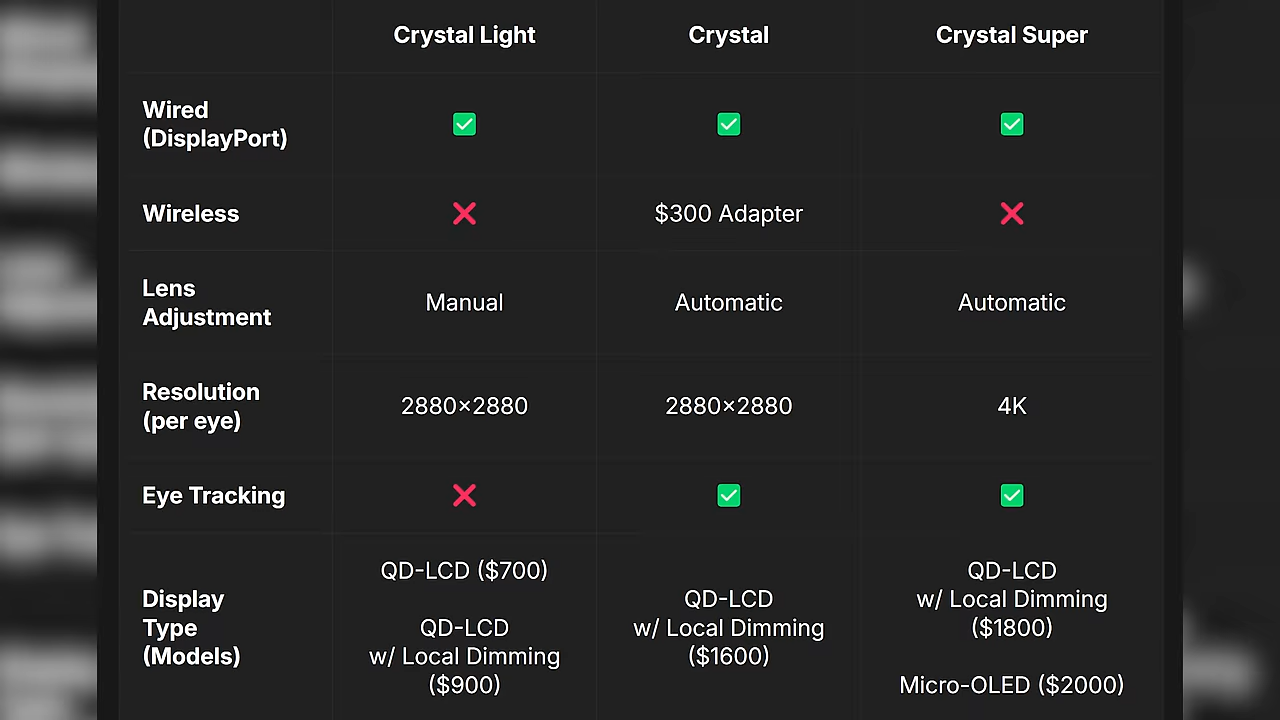 Crystal Light
Crystal
Crystal Super
Wired
(DisplayPort)
Wireless
$300 Adapter
Lens
Adjustment
Manual
Automatic
Automatic
Resolution
(per eye)
2880×2880
2880×2880
4K
Eye Tracking
Display
Type
(Models)
QD-LCD ($700)
QD-LCD
w/ Local Dimming
($900)
QD-LCD
w/ Local Dimming
($1600)
QD-LCD
w/ Local Dimming
($1800)
Micro-OLED ($2000)